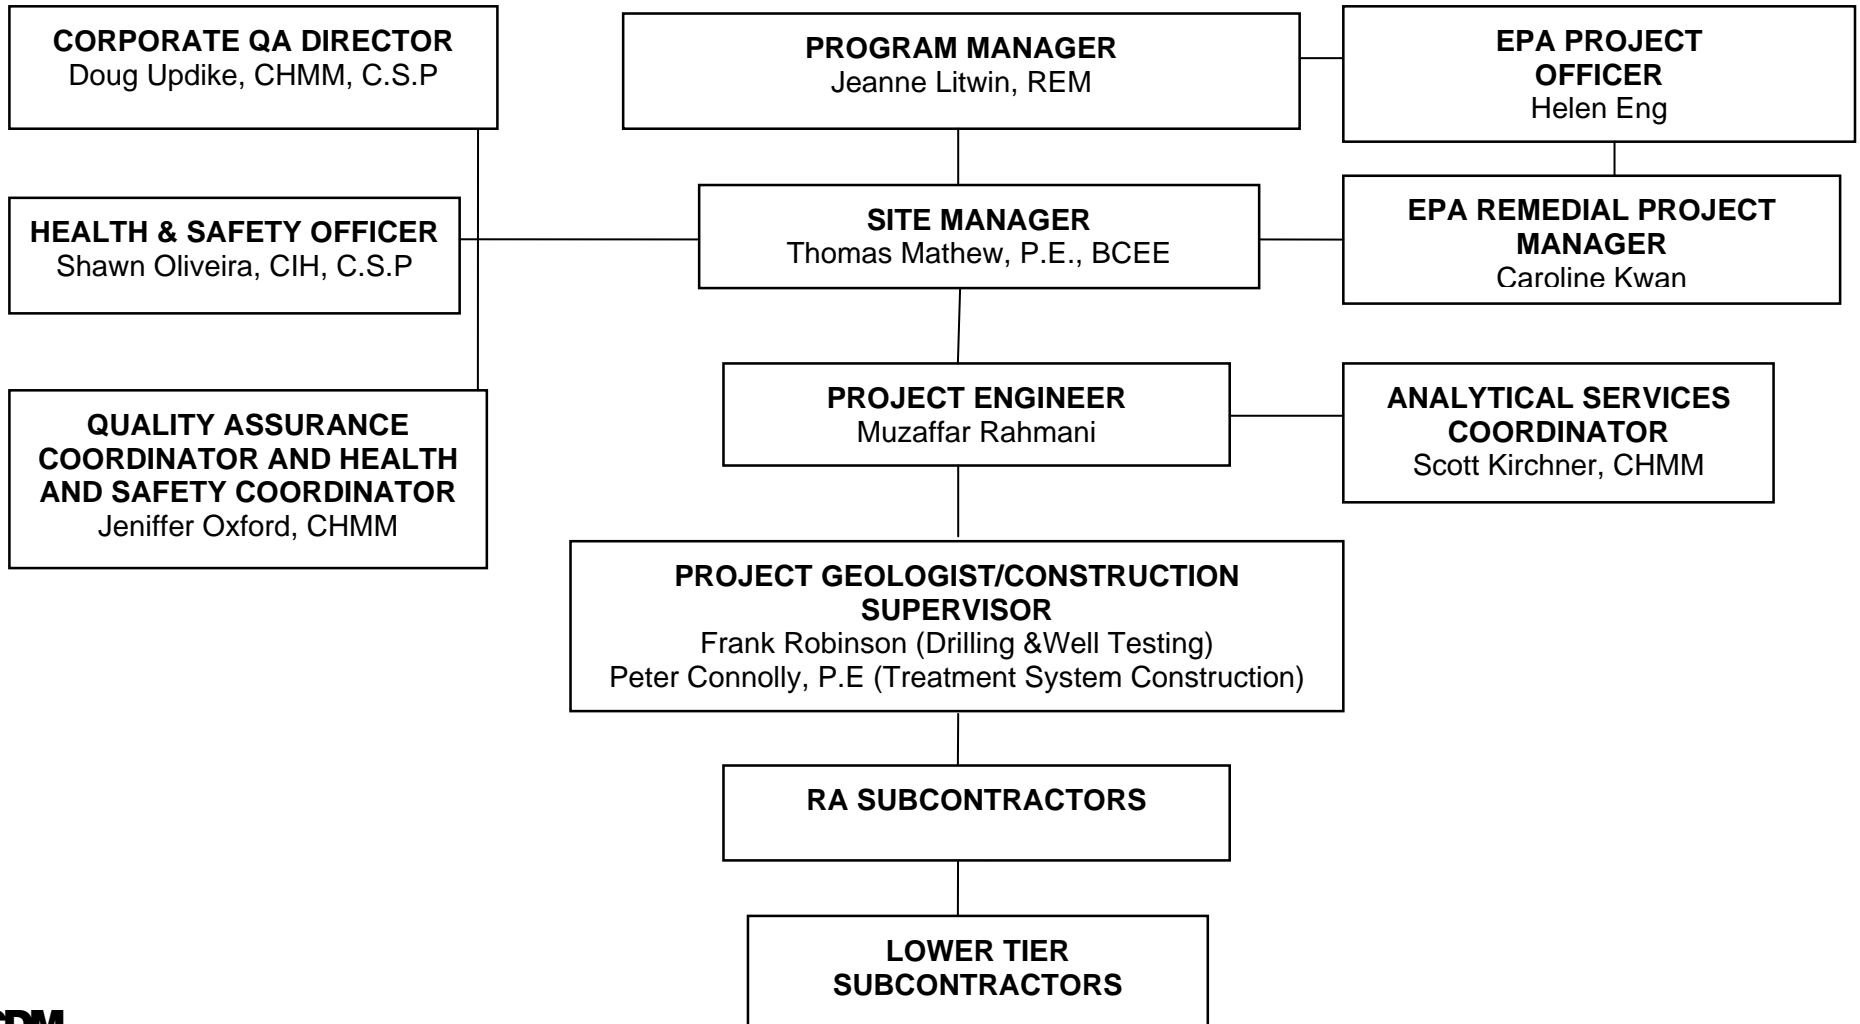 CORPORATE QA DIRECTOR
Doug Updike, CHMM, C.S.P
PROGRAM MANAGER
Jeanne Litwin, REM
EPA PROJECT
OFFICER
Helen Eng
HEALTH & SAFETY OFFICER
Shawn Oliveira, CIH, C.S.P
SITE MANAGER
Thomas Mathew, P.E., BCEE
EPA REMEDIAL PROJECT
MANAGER
Caroline Kwan
QUALITY ASSURANCE
COORDINATOR AND HEALTH
AND SAFETY COORDINATOR
Jeniffer Oxford, CHMM
PROJECT ENGINEER
Muzaffar Rahmani
ANALYTICAL SERVICES
COORDINATOR
Scott Kirchner, CHMM
PROJECT GEOLOGIST/CONSTRUCTION
SUPERVISOR
Frank Robinson (Drilling &Well Testing)
Peter Connolly, P.E (Treatment System Construction)
RA SUBCONTRACTORS
LOWER TIER
SUBCONTRACTORS